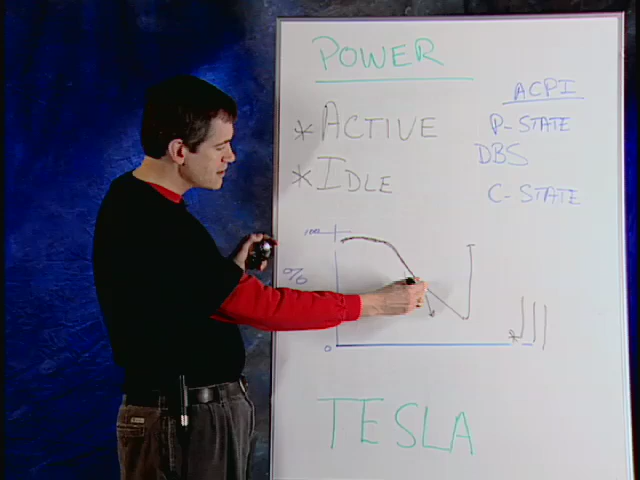 POWER
* ACTIVE
* IDLE
ACPI
P-STATE
DBS
C-STATE
100
%
0
TESLA